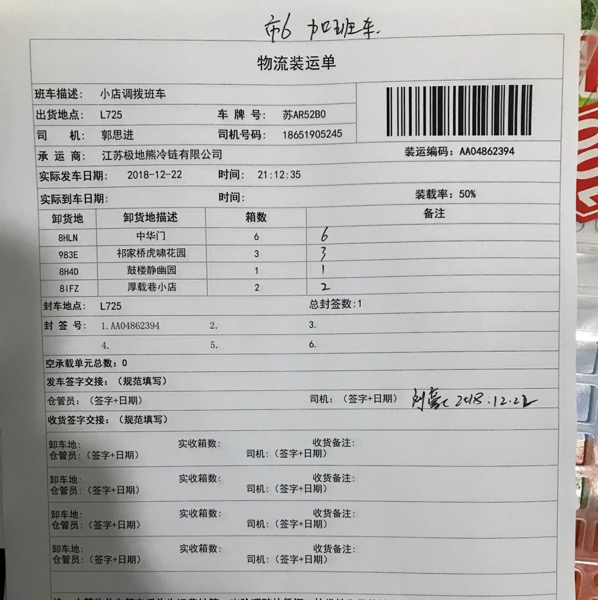 市6 加班车.
物流装运单
班车描述: 小店调拨班车
出货地点: L725 车 牌 号: 苏AR52B0
司 机: 郭思进 司机号码: 18651905245
承 运 商: 江苏极地熊冷链有限公司 装运编码: AA04862394
实际发车日期: 2018-12-22 时间: 21:12:35
实际到车日期: 时间: 装载率: 50%
卸货地 卸货地描述 箱数 备注
8HLN 中华门 6 6
983E 祁家桥虎啸花园 3 3
8H4D 鼓楼静幽园 1 1
8IFZ 厚载巷小店 2 2
封车地点: L725 总封签数:1
封 签 号: 1.AA04862394 2. 3.
4. 5. 6.
空承载单元总数: 0
发车签字交接: (规范填写)
仓管员: (签字+日期) 司机: (签字+日期) 2018.12.22
收货签字交接: (规范填写)
卸车地: 实收箱数: 收货备注:
仓管员: (签字+日期) 司机: (签字+日期)
卸车地: 实收箱数: 收货备注:
仓管员: (签字+日期) 司机: (签字+日期)
卸车地: 实收箱数: 收货备注:
仓管员: (签字+日期) 司机: (签字+日期)
卸车地: 实收箱数: 收货备注:
仓管员: (签字+日期) 司机: (签字+日期)